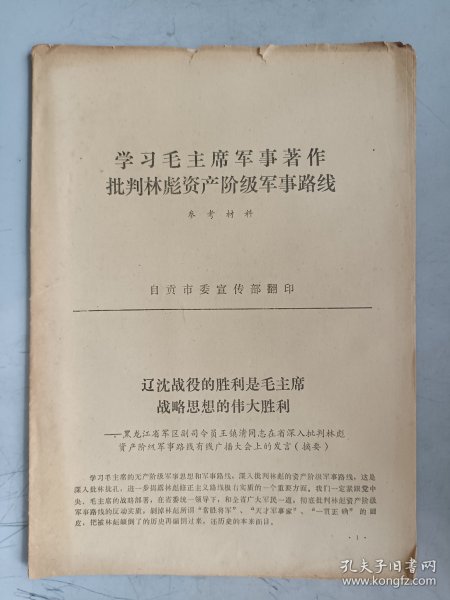 学习毛主席军事著作
批判林彪资产阶级军事路线
参考材料
自贡市委宣传部翻印
辽沈战役的胜利是毛主席
战略思想的伟大胜利
——黑龙江省军区副司令员王镇清同志在省深入批判林彪
资产阶级军事路线有线广播大会上的发言（摘要）
学习毛主席的无产阶级军事思想和军事路线，深入批判林彪的资产阶级军事路线，这是
深入批林批孔，进一步揭露林彪修正主义路线极右实质的一个重要方面。我们一定紧跟党中
央、毛主席的战略部署，在省委统一领导下，和全省广大军民一道，彻底批判林彪资产阶级
军事路线的反动实质，剥掉林彪所谓“常胜将军”、“天才军事家”、“一贯正确”的画
皮，把被林彪颠倒了的历史再颠倒过来，还历史的本来面目。
· 1 ·
孔夫子旧书网